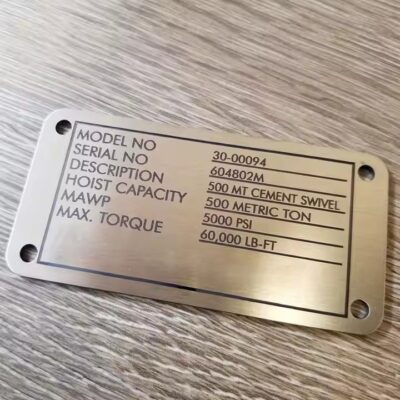 MODEL NO 30-00094
SERIAL NO 604802M
DESCRIPTION 500 MT CEMENT SWIVEL
HOIST CAPACITY 500 METRIC TON
MAWP 5000 PSI
MAX. TORQUE 60,000 LB-FT